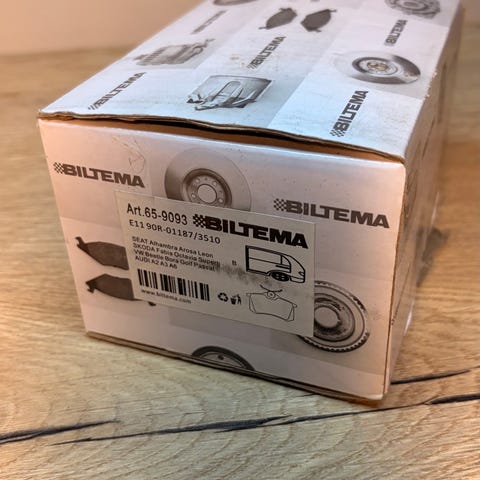 BILTEMA
BILTEMA
BILTEMA
BILTEMA
BILTEMA
Art.65-9093 BILTEMA
E11 90R-01187/3510
SEAT Alhambra Arosa Leon
SKODA Fabia Octavia Superb
VW Beetle Bora Golf Passat
AUDI A2 A3 A6
B
www.biltema.com